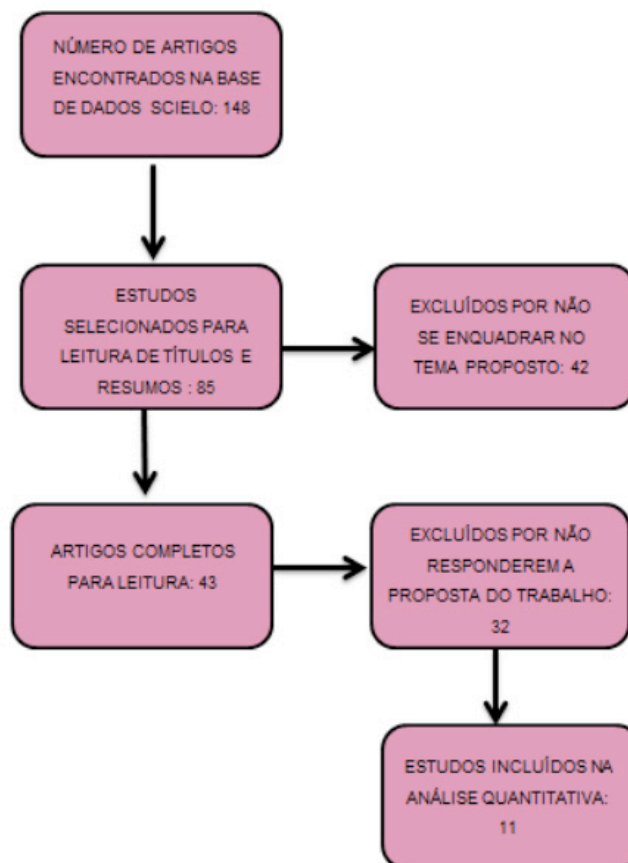 NÚMERO DE ARTIGOS
ENCONTRADOS NA BASE
DE DADOS SCIELO: 148
ESTUDOS
SELECIONADOS PARA
LEITURA DE TÍTULOS E
RESUMOS : 85
EXCLUÍDOS POR NÃO
SE ENQUADRAR NO
TEMA PROPOSTO: 42
ARTIGOS COMPLETOS
PARA LEITURA: 43
EXCLUÍDOS POR NÃO
RESPONDEREM A
PROPOSTA DO TRABALHO:
32
ESTUDOS INCLUÍDOS NA
ANÁLISE QUANTITATIVA:
11